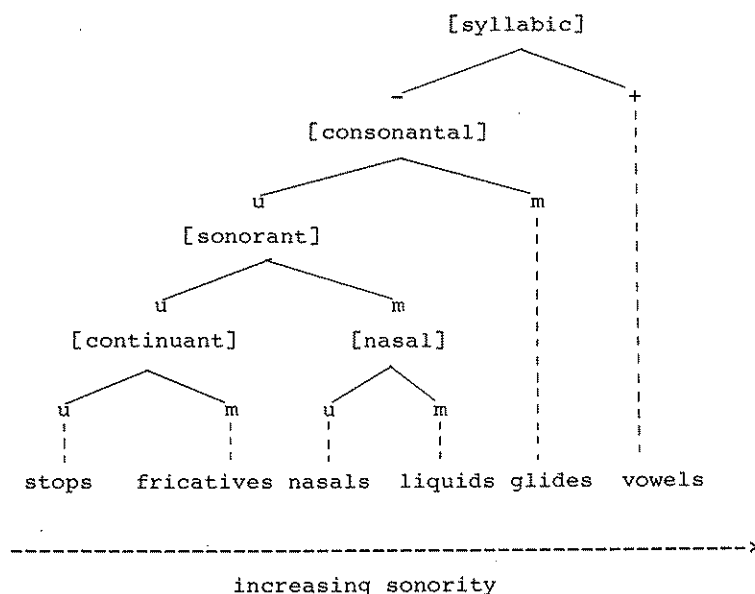 [syllabic]
- +
[consonantal]
u m
[sonorant]
u m
[continuant] [nasal]
u m u m
stops fricatives nasals liquids glides vowels
increasing sonority